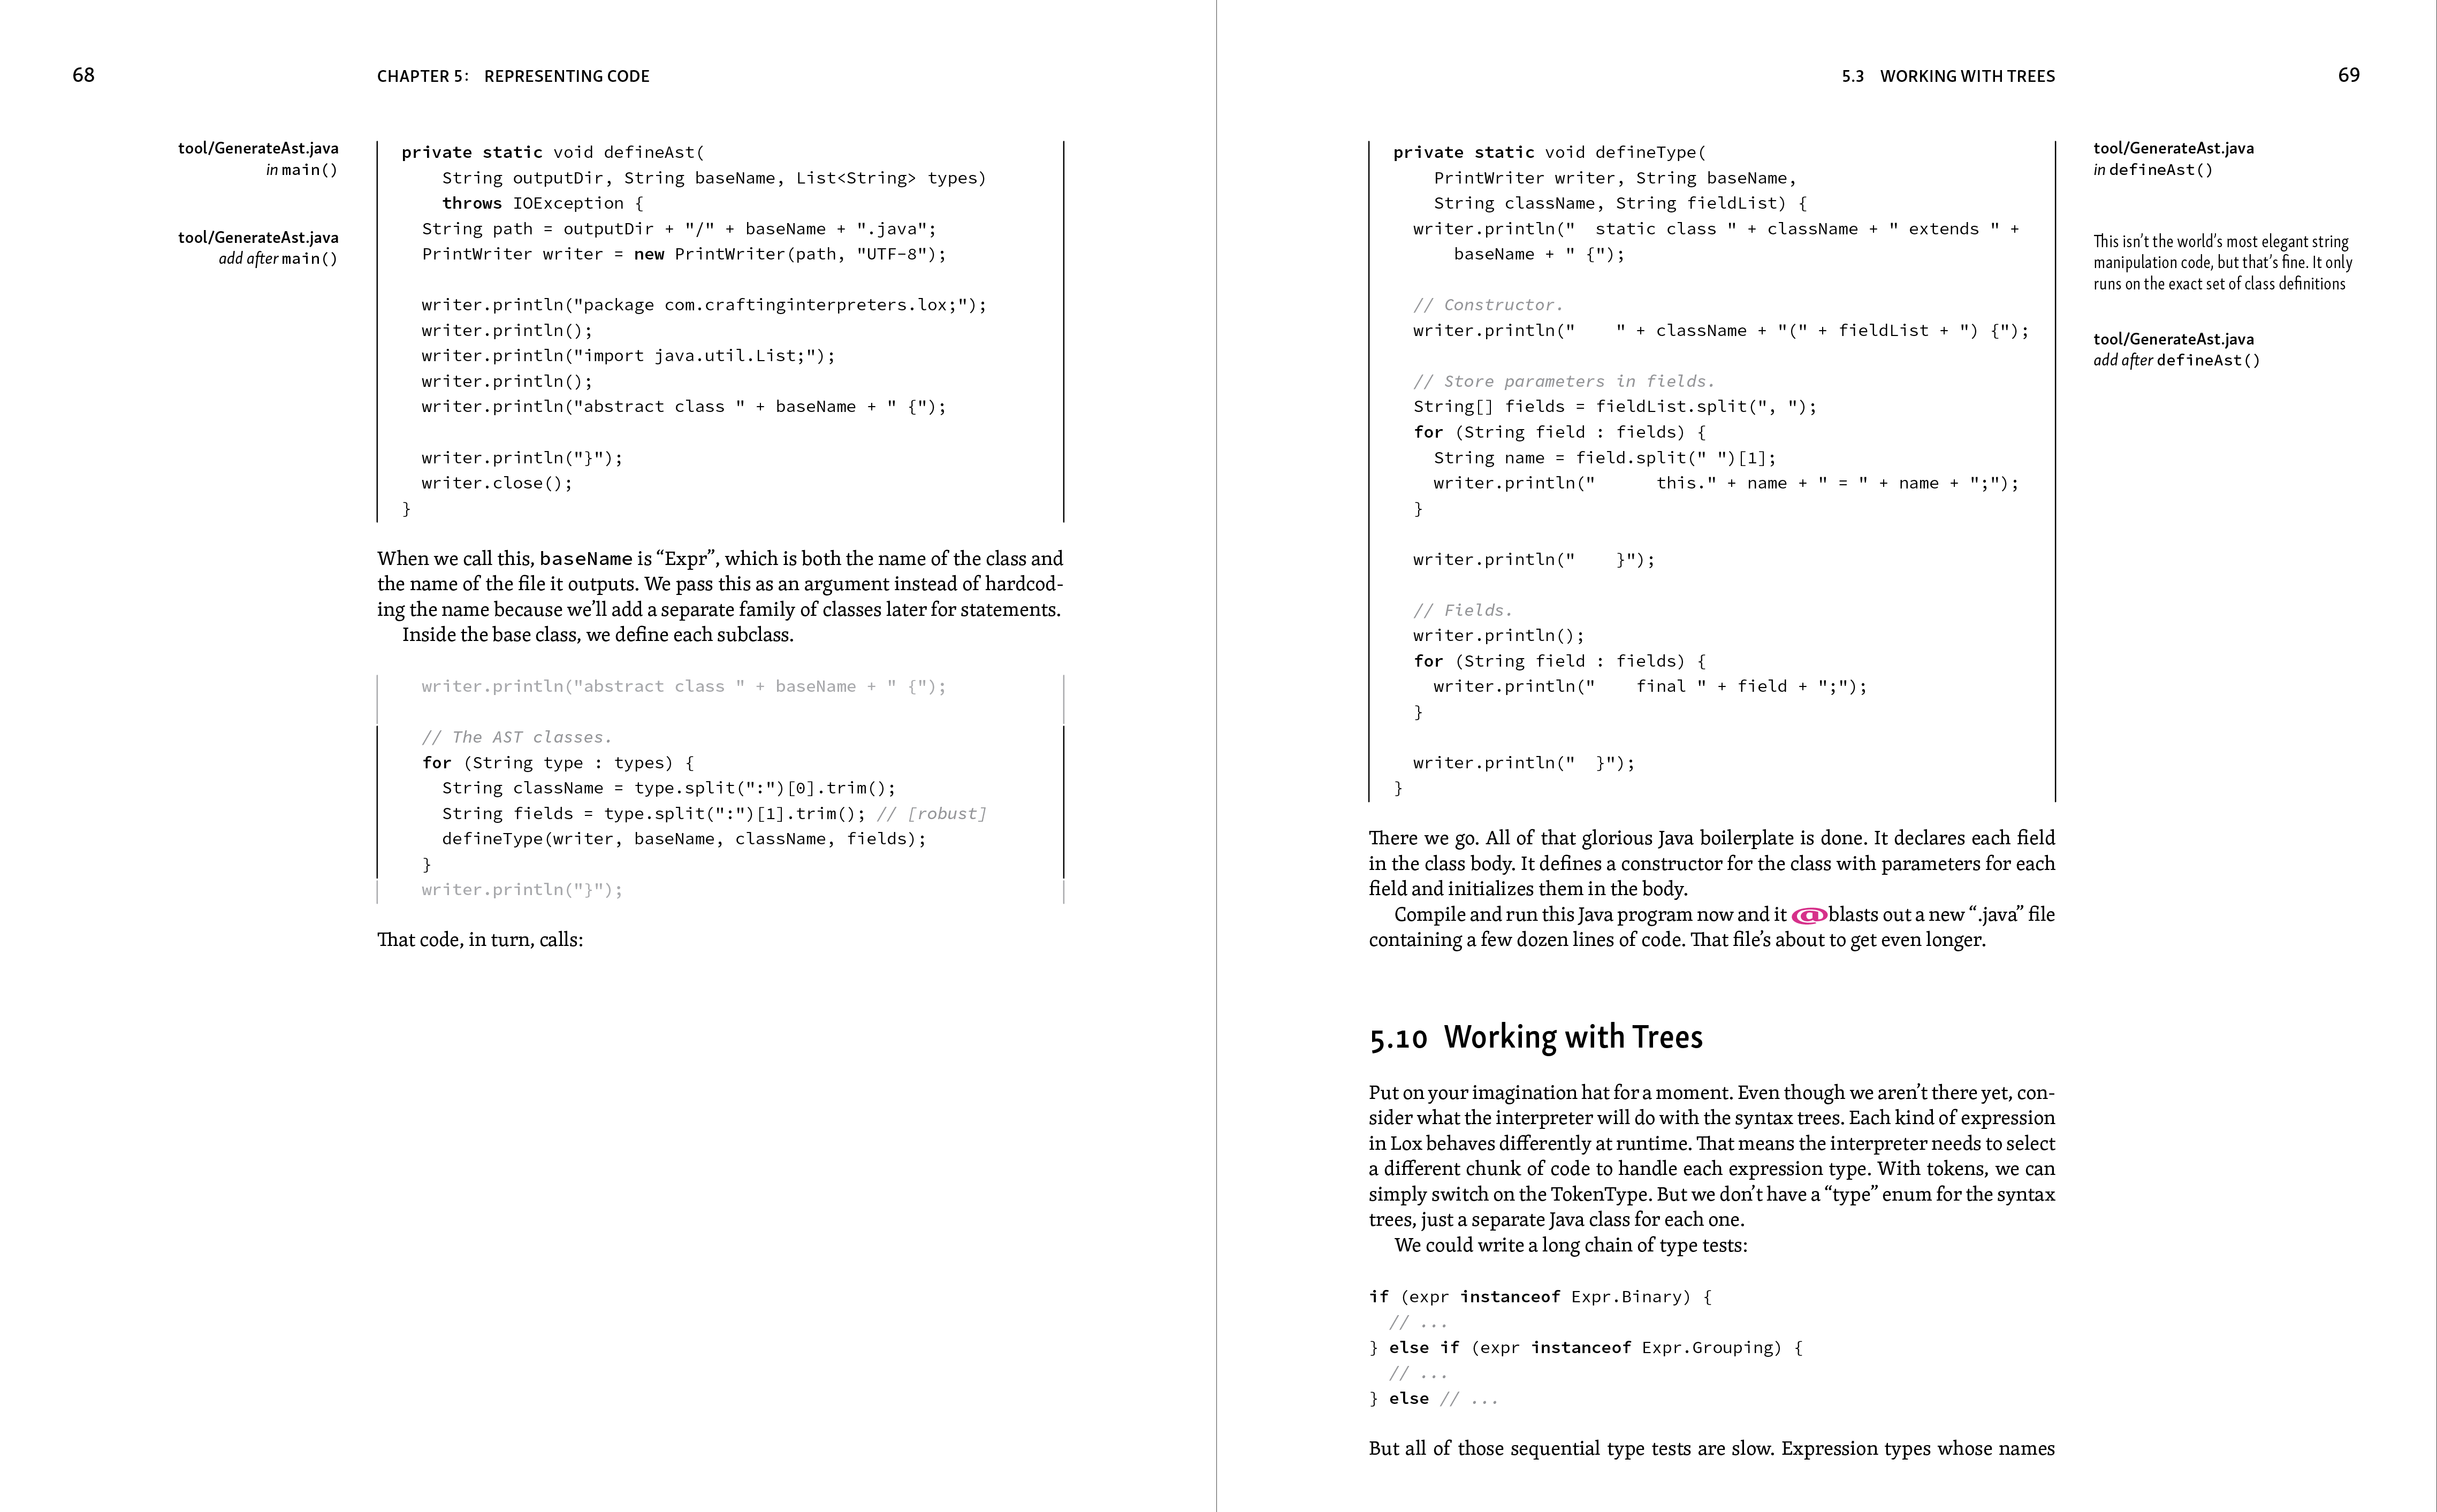 68
CHAPTER 5: REPRESENTING CODE
tool/GenerateAst.java
in main()
tool/GenerateAst.java
add after main()
private static void defineAst(
    String outputDir, String baseName, List<String> types)
    throws IOException {
  String path = outputDir + "/" + baseName + ".java";
  PrintWriter writer = new PrintWriter(path, "UTF-8");
  writer.println("package com.craftinginterpreters.lox;");
  writer.println();
  writer.println("import java.util.List;");
  writer.println();
  writer.println("abstract class " + baseName + " {");
  writer.println("}");
  writer.close();
}
When we call this, baseName is “Expr”, which is both the name of the class and
the name of the file it outputs. We pass this as an argument instead of hardcod-
ing the name because we’ll add a separate family of classes later for statements.
Inside the base class, we define each subclass.
  writer.println("abstract class " + baseName + " {");
  // The AST classes.
  for (String type : types) {
    String className = type.split(":")[0].trim();
    String fields = type.split(":")[1].trim(); // [robust]
    defineType(writer, baseName, className, fields);
  }
  writer.println("}");
That code, in turn, calls:
5.3 WORKING WITH TREES
69
private static void defineType(
    PrintWriter writer, String baseName,
    String className, String fieldList) {
  writer.println("  static class " + className + " extends " +
      baseName + " {");
  // Constructor.
  writer.println("    " + className + "(" + fieldList + ") {");
  // Store parameters in fields.
  String[] fields = fieldList.split(", ");
  for (String field : fields) {
    String name = field.split(" ")[1];
    writer.println("      this." + name + " = " + name + ";");
  }
  writer.println("    }");
  // Fields.
  writer.println();
  for (String field : fields) {
    writer.println("    final " + field + ";");
  }
  writer.println("  }");
}
tool/GenerateAst.java
in defineAst()
This isn’t the world’s most elegant string
manipulation code, but that’s fine. It only
runs on the exact set of class definitions
tool/GenerateAst.java
add after defineAst()
There we go. All of that glorious Java boilerplate is done. It declares each field
in the class body. It defines a constructor for the class with parameters for each
field and initializes them in the body.
Compile and run this Java program now and it @blasts out a new “.java” file
containing a few dozen lines of code. That file’s about to get even longer.
5.10 Working with Trees
Put on your imagination hat for a moment. Even though we aren’t there yet, con-
sider what the interpreter will do with the syntax trees. Each kind of expression
in Lox behaves differently at runtime. That means the interpreter needs to select
a different chunk of code to handle each expression type. With tokens, we can
simply switch on the TokenType. But we don’t have a “type” enum for the syntax
trees, just a separate Java class for each one.
We could write a long chain of type tests:
if (expr instanceof Expr.Binary) {
  // ...
} else if (expr instanceof Expr.Grouping) {
  // ...
} else // ...
But all of those sequential type tests are slow. Expression types whose names